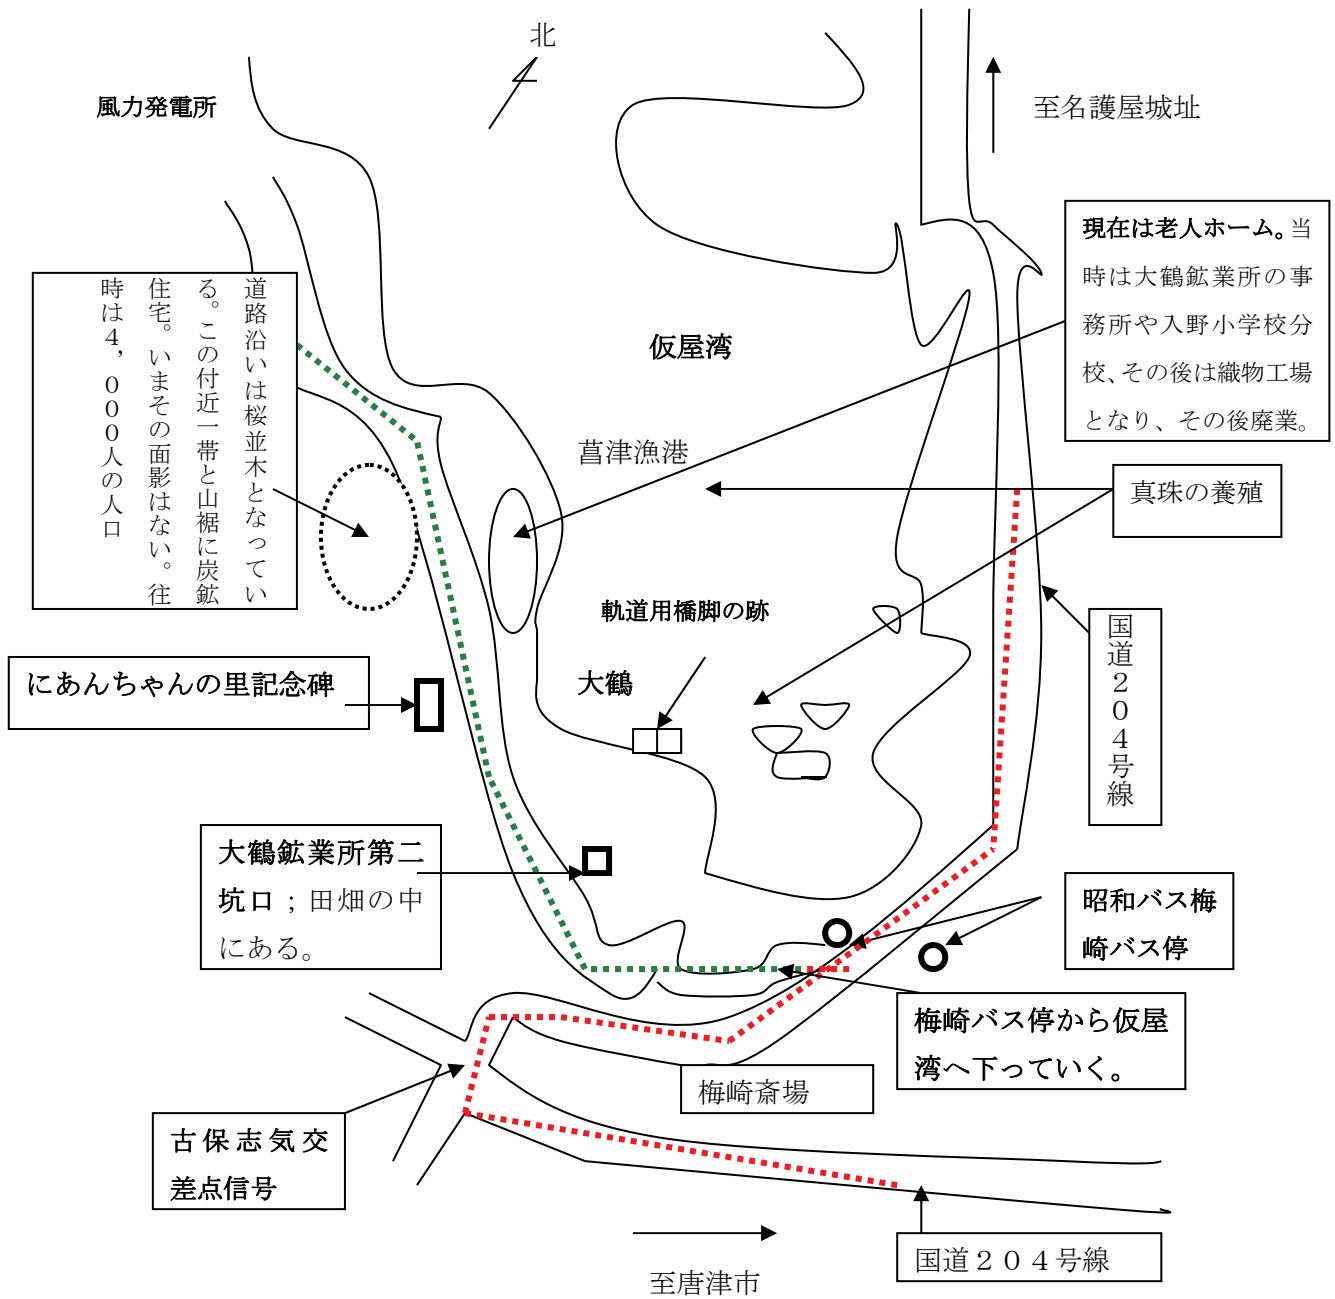 北
風力発電所
至名護屋城址
現在は老人ホーム。当
時は大鶴鉱業所の事
務所や入野小学校分
校、その後は織物工場
となり、その後廃業。
道路沿いは桜並木となってい
る。この付近一帯と山裾に炭鉱
住宅。いまその面影はない。往
時は４，０００人の人口
仮屋湾
菖津漁港
真珠の養殖
軌道用橋脚の跡
国道２０４号線
にあんちゃんの里記念碑
大鶴
大鶴鉱業所第二
坑口；田畑の中
にある。
昭和バス梅
崎バス停
梅崎バス停から仮屋
湾へ下っていく。
梅崎斎場
古保志気交
差点信号
国道２０４号線
至唐津市